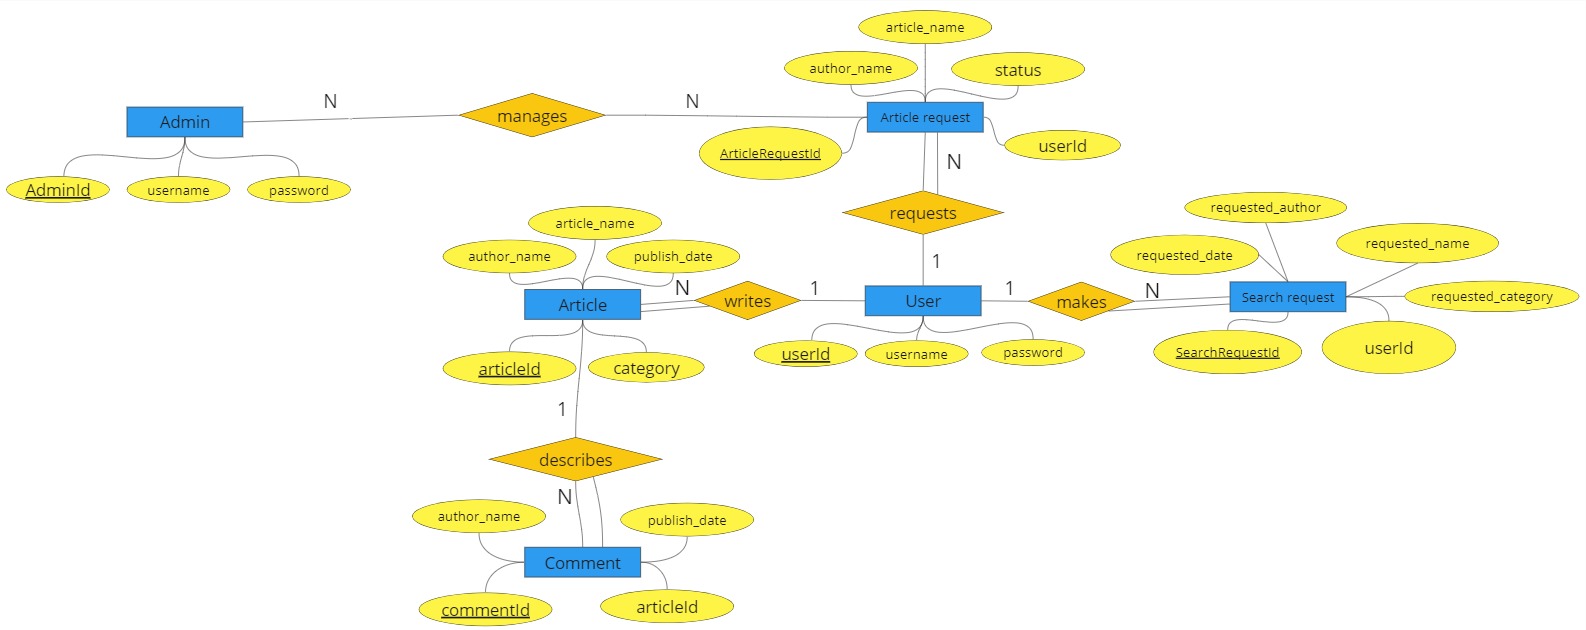 article_name
author_name
status
N
manages
N
Admin
Article request
ArticleRequestId
userId
N
AdminId
username
password
requests
requested_author
article_name
requested_name
author_name
publish_date
requested_date
1
N
1
1
N
Article
writes
User
makes
Search request
requested_category
userId
username
password
SearchRequestId
userId
articleId
category
1
describes
N
author_name
publish_date
Comment
commentId
articleId